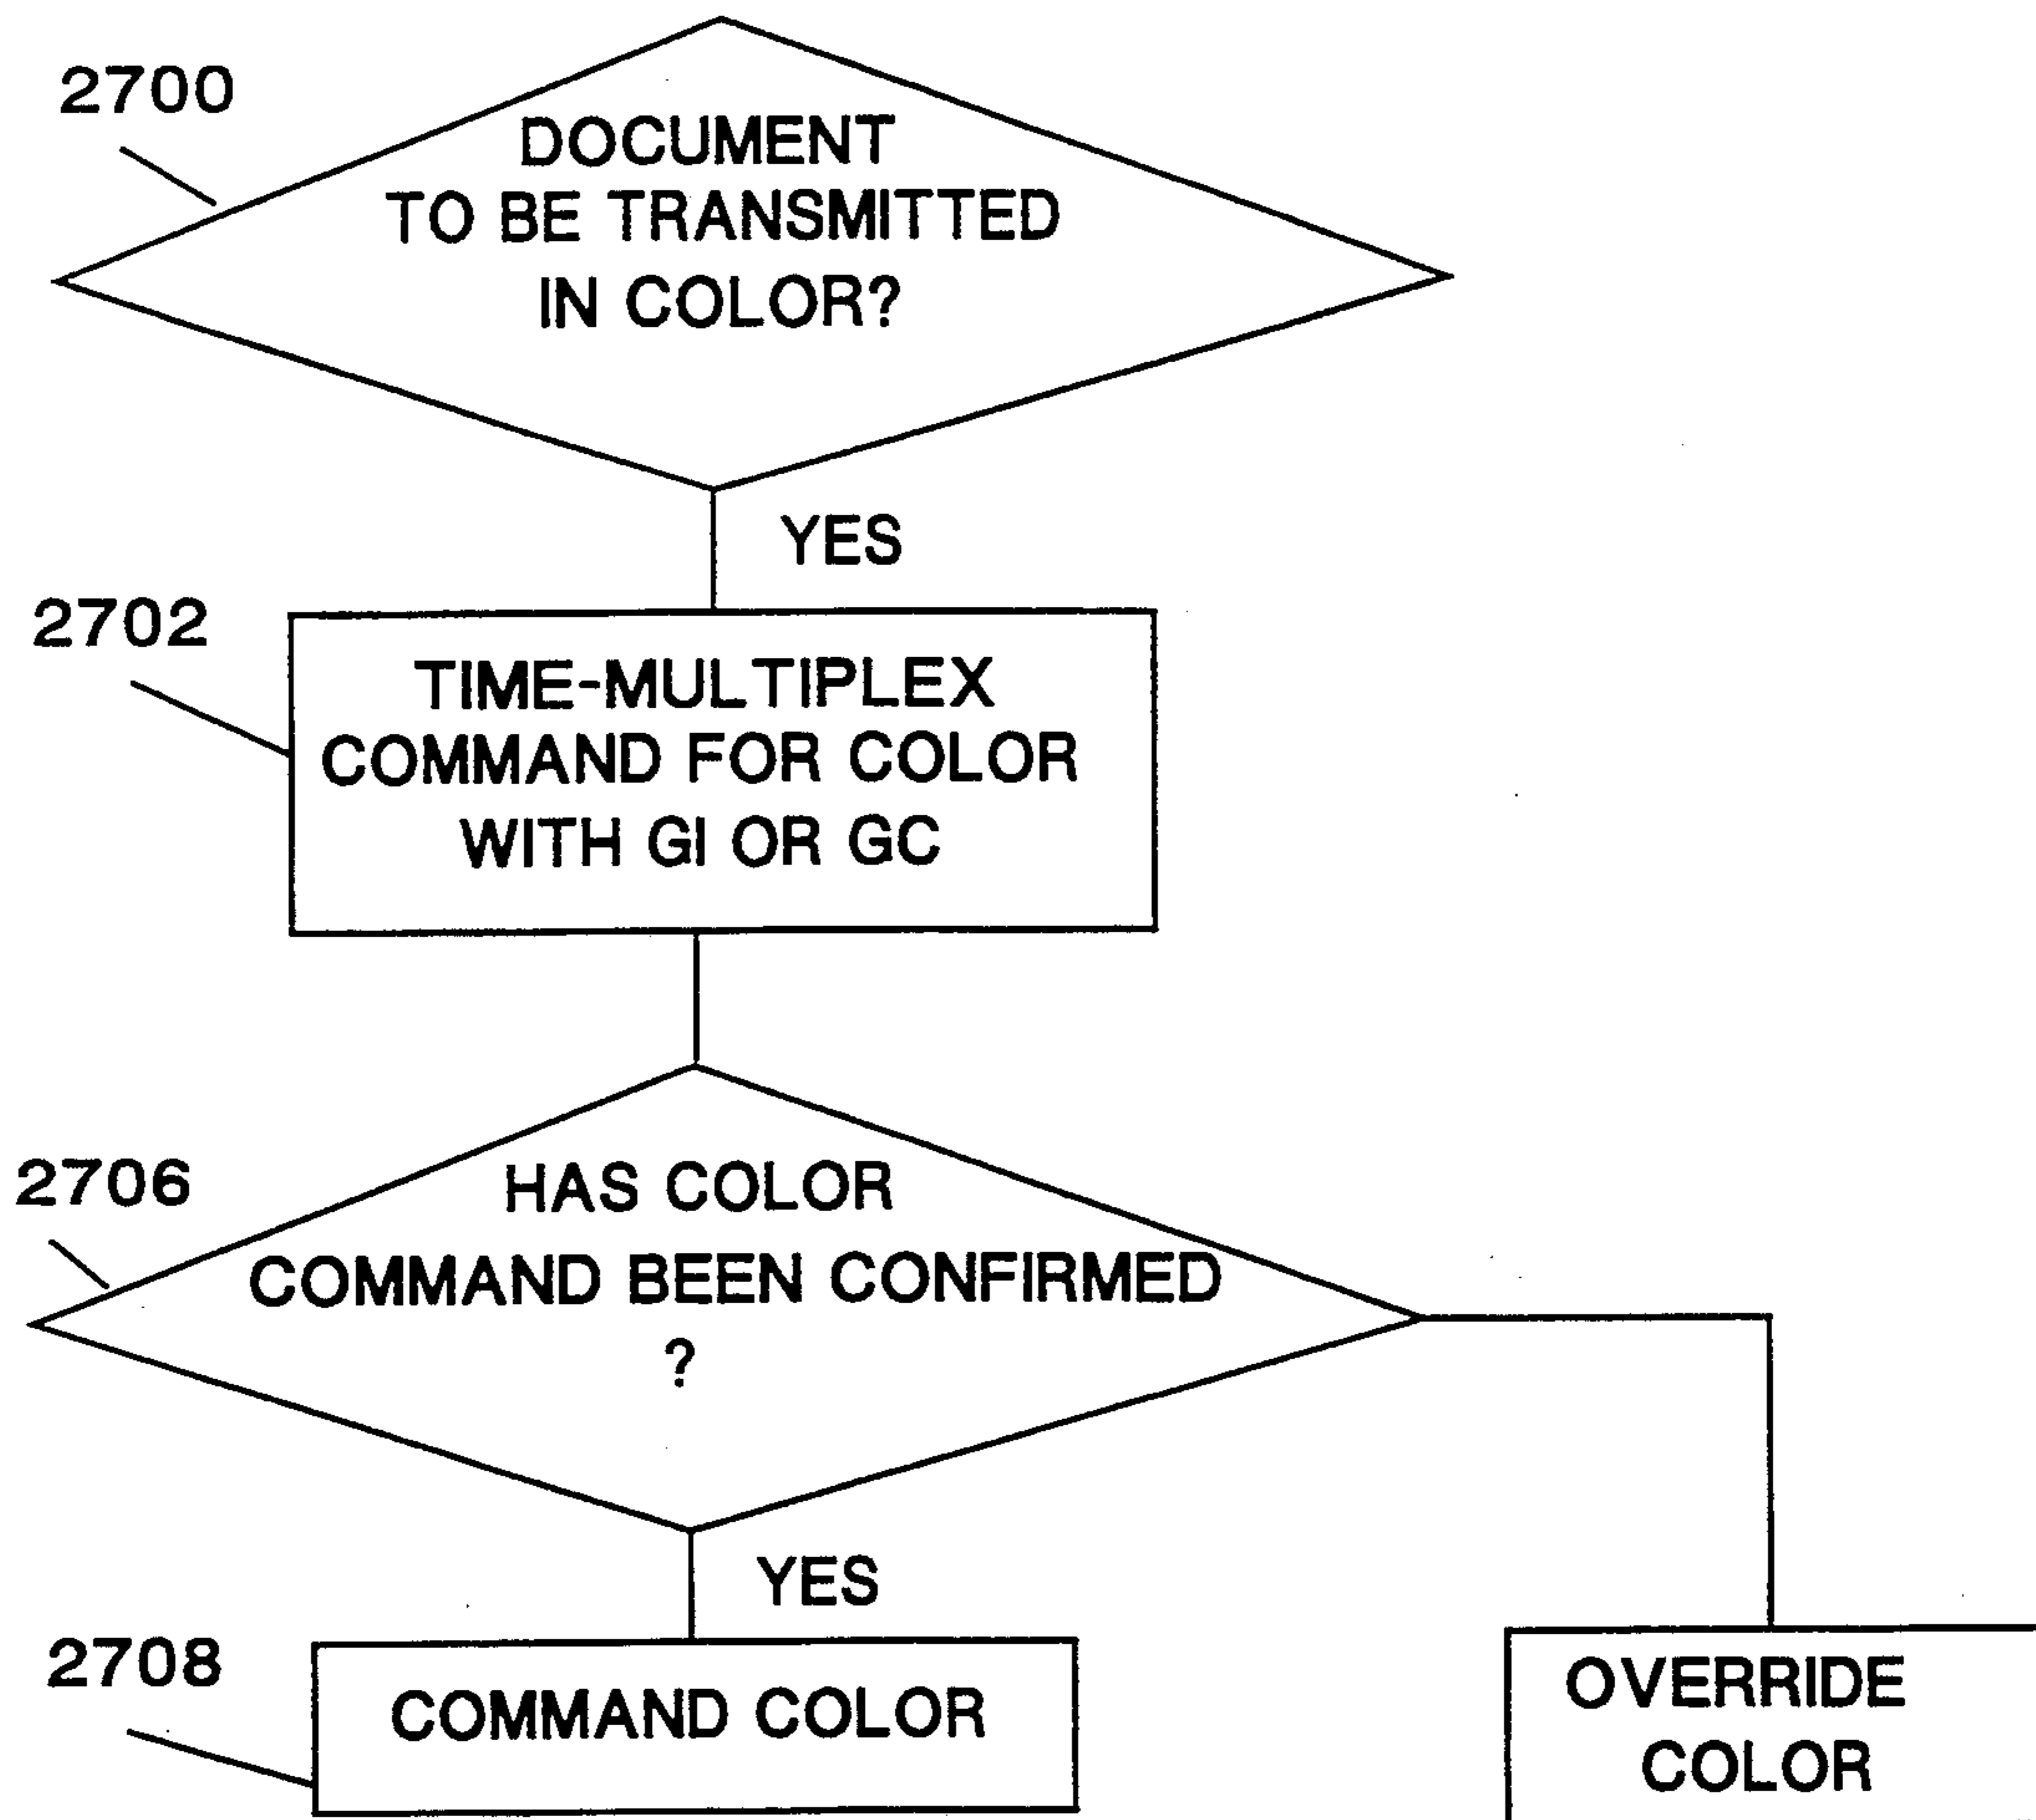 2700
DOCUMENT
TO BE TRANSMITTED
IN COLOR?
YES
2702
TIME-MULTIPLEX
COMMAND FOR COLOR
WITH GI OR GC
2706
HAS COLOR
COMMAND BEEN CONFIRMED
?
YES
2708
COMMAND COLOR
OVERRIDE
COLOR